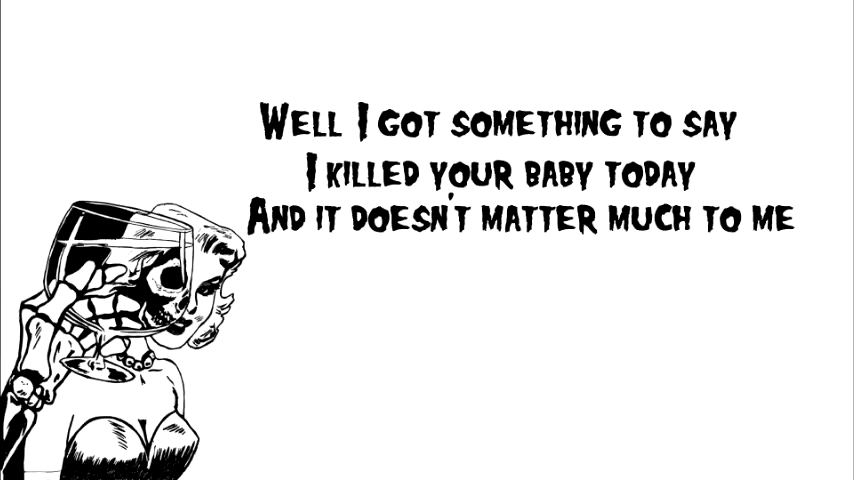 Well I got something to say
I killed your baby today
And it doesn't matter much to me